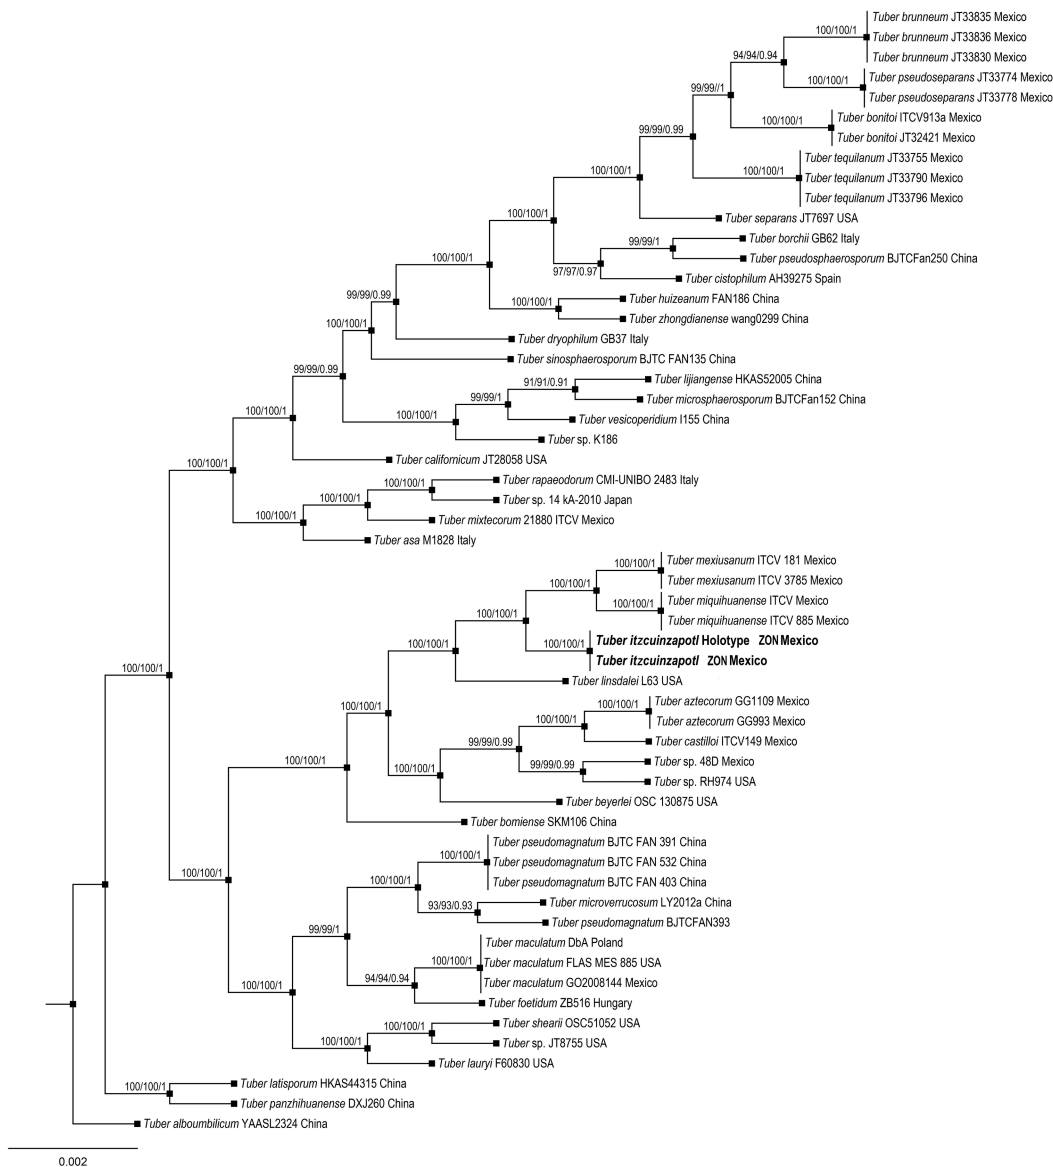 Tuber brunneum JT33835 Mexico
100/100/1
Tuber brunneum JT33836 Mexico
94/94/0.94
Tuber brunneum JT33830 Mexico
Tuber pseudoseparans JT33774 Mexico
100/100/1
99/99//1
Tuber pseudoseparans JT33778 Mexico
Tuber bonitoi ITCV913a Mexico
100/100/1
99/99/0.99
Tuber bonitoi JT32421 Mexico
Tuber tequilanum JT33755 Mexico
100/100/1
100/100/1
Tuber tequilanum JT33790 Mexico
Tuber tequilanum JT33796 Mexico
100/100/1
Tuber separans JT7697 USA
Tuber borchii GB62 Italy
99/99/1
Tuber pseudosphaerosporum BJTCFan250 China
100/100/1
97/97/0.97
Tuber cistophilum AH39275 Spain
99/99/0.99
Tuber huizeanum FAN186 China
100/100/1
Tuber zhongdianense wang0299 China
100/100/1
Tuber dryophilum GB37 Italy
Tuber sinosphaerosporum BJTC FAN135 China
99/99/0.99
Tuber lijiangense HKAS52005 China
91/91/0.91
Tuber microsphaerosporum BJTCFan152 China
99/99/1
100/100/1
Tuber vesicoperidium I155 China
100/100/1
Tuber sp. K186
Tuber californicum JT28058 USA
100/100/1
Tuber rapaeodorum CMI-UNIBO 2483 Italy
100/100/1
Tuber sp. 14 kA-2010 Japan
100/100/1
Tuber mixtecorum 21880 ITCV Mexico
100/100/1
Tuber asa M1828 Italy
Tuber mexiusanum ITCV 181 Mexico
100/100/1
Tuber mexiusanum ITCV 3785 Mexico
100/100/1
Tuber miquihuanense ITCV Mexico
100/100/1
Tuber miquihuanense ITCV 885 Mexico
100/100/1
Tuber itzcuinzapotl Holotype ZON Mexico
100/100/1
100/100/1
Tuber itzcuinzapotl ZON Mexico
100/100/1
Tuber linsdalei L63 USA
Tuber aztecorum GG1109 Mexico
100/100/1
100/100/1
Tuber aztecorum GG993 Mexico
100/100/1
Tuber castilloi ITCV149 Mexico
99/99/0.99
Tuber sp. 48D Mexico
99/99/0.99
100/100/1
100/100/1
Tuber sp. RH974 USA
Tuber beyerlei OSC 130875 USA
Tuber bomiense SKM106 China
Tuber pseudomagnatum BJTC FAN 391 China
100/100/1
Tuber pseudomagnatum BJTC FAN 532 China
100/100/1
100/100/1
Tuber pseudomagnatum BJTC FAN 403 China
Tuber microverrucosum LY2012a China
93/93/0.93
Tuber pseudomagnatum BJTCFAN393
99/99/1
Tuber maculatum DbA Poland
100/100/1
Tuber maculatum FLAS MES 885 USA
94/94/0.94
Tuber maculatum GO2008144 Mexico
100/100/1
Tuber foetidum ZB516 Hungary
Tuber shearii OSC51052 USA
100/100/1
100/100/1
Tuber sp. JT8755 USA
Tuber lauryi F60830 USA
Tuber latisporum HKAS44315 China
100/100/1
Tuber panzhihuanense DXJ260 China
Tuber alboumbilicum YAASL2324 China
0.002